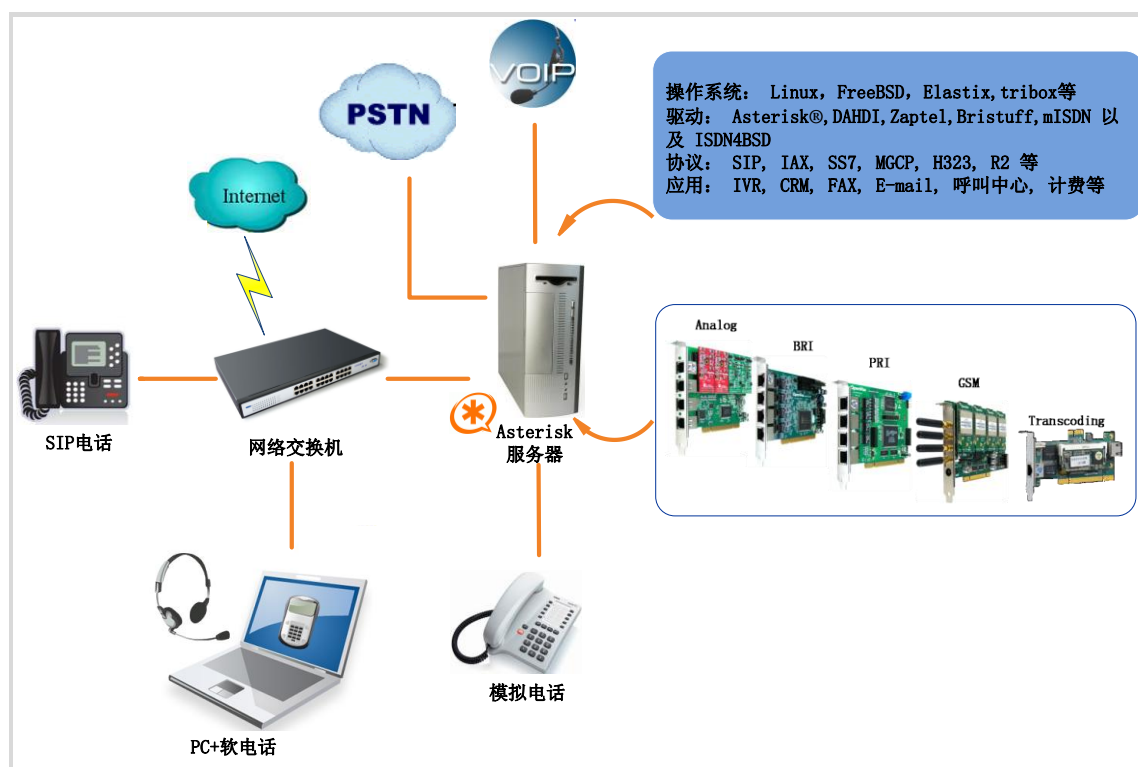 VOIP
PSTN
操作系统: Linux, FreeBSD, Elastix,tribox等
驱动: Asterisk®,DAHDI,Zaptel,Bristuff,mISDN 以
及 ISDN4BSD
协议: SIP, IAX, SS7, MGCP, H323, R2 等
应用: IVR, CRM, FAX, E-mail, 呼叫中心, 计费等
Internet
Analog
BRI
PRI
GSM
Transcoding
SIP电话
网络交换机
Asterisk
服务器
PC+软电话
模拟电话